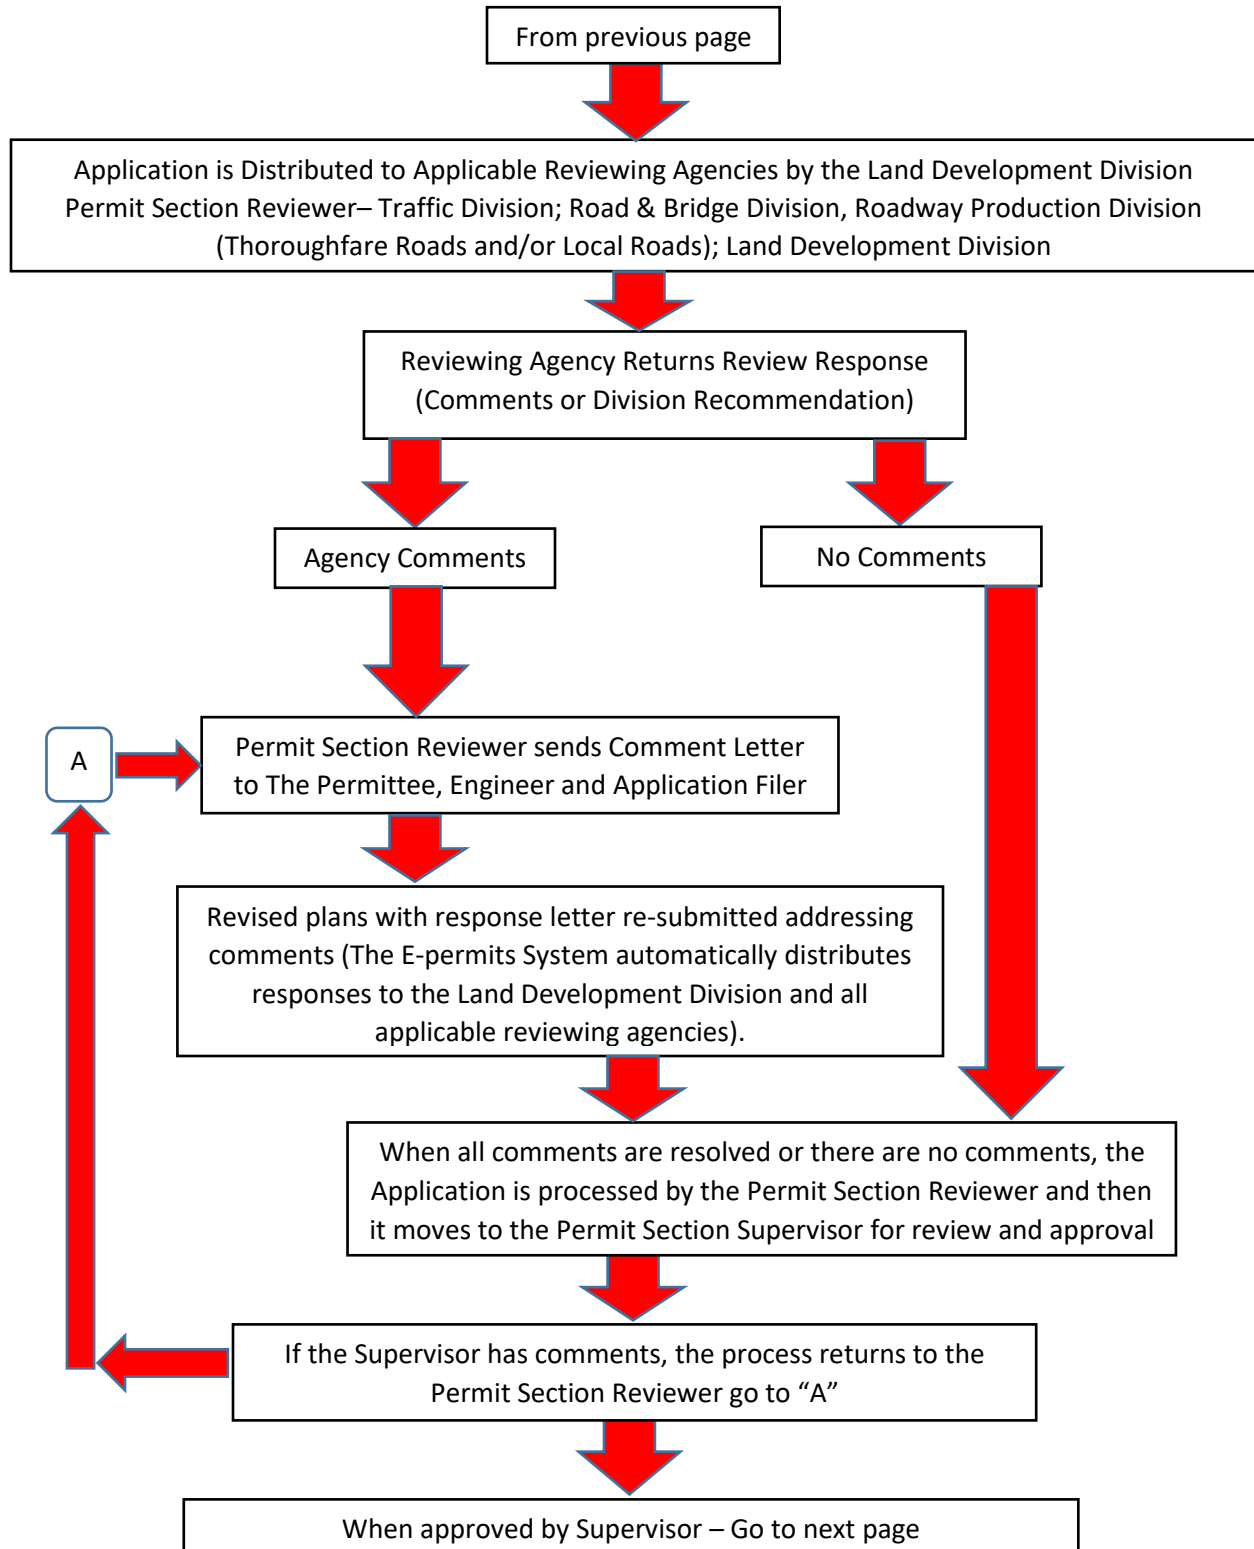 From previous page
Application is Distributed to Applicable Reviewing Agencies by the Land Development Division
Permit Section Reviewer– Traffic Division; Road & Bridge Division, Roadway Production Division
(Thoroughfare Roads and/or Local Roads); Land Development Division
Reviewing Agency Returns Review Response
(Comments or Division Recommendation)
Agency Comments
No Comments
A
Permit Section Reviewer sends Comment Letter
to The Permittee, Engineer and Application Filer
Revised plans with response letter re-submitted addressing
comments (The E-permits System automatically distributes
responses to the Land Development Division and all
applicable reviewing agencies).
When all comments are resolved or there are no comments, the
Application is processed by the Permit Section Reviewer and then
it moves to the Permit Section Supervisor for review and approval
If the Supervisor has comments, the process returns to the
Permit Section Reviewer go to “A”
When approved by Supervisor – Go to next page